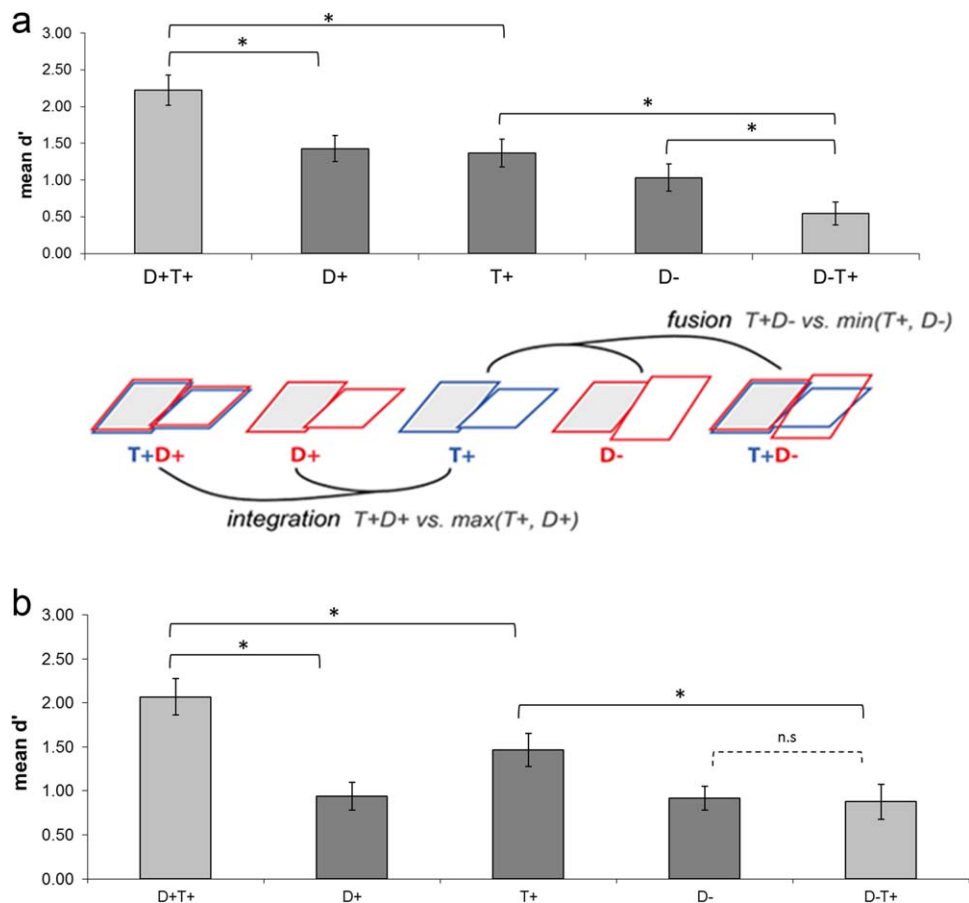 a
mean d'
3.00
2.50
2.00
1.50
1.00
0.50
0.00
*
*
*
*
D+T+ D+ T+ D- D-T+
fusion T+D- vs. min(T+, D-)
T+D+ D+ T+ D- T+D-
integration T+D+ vs. max(T+, D+)
b
mean d'
3.00
2.50
2.00
1.50
1.00
0.50
0.00
*
*
*
n.s
D+T+ D+ T+ D- D-T+